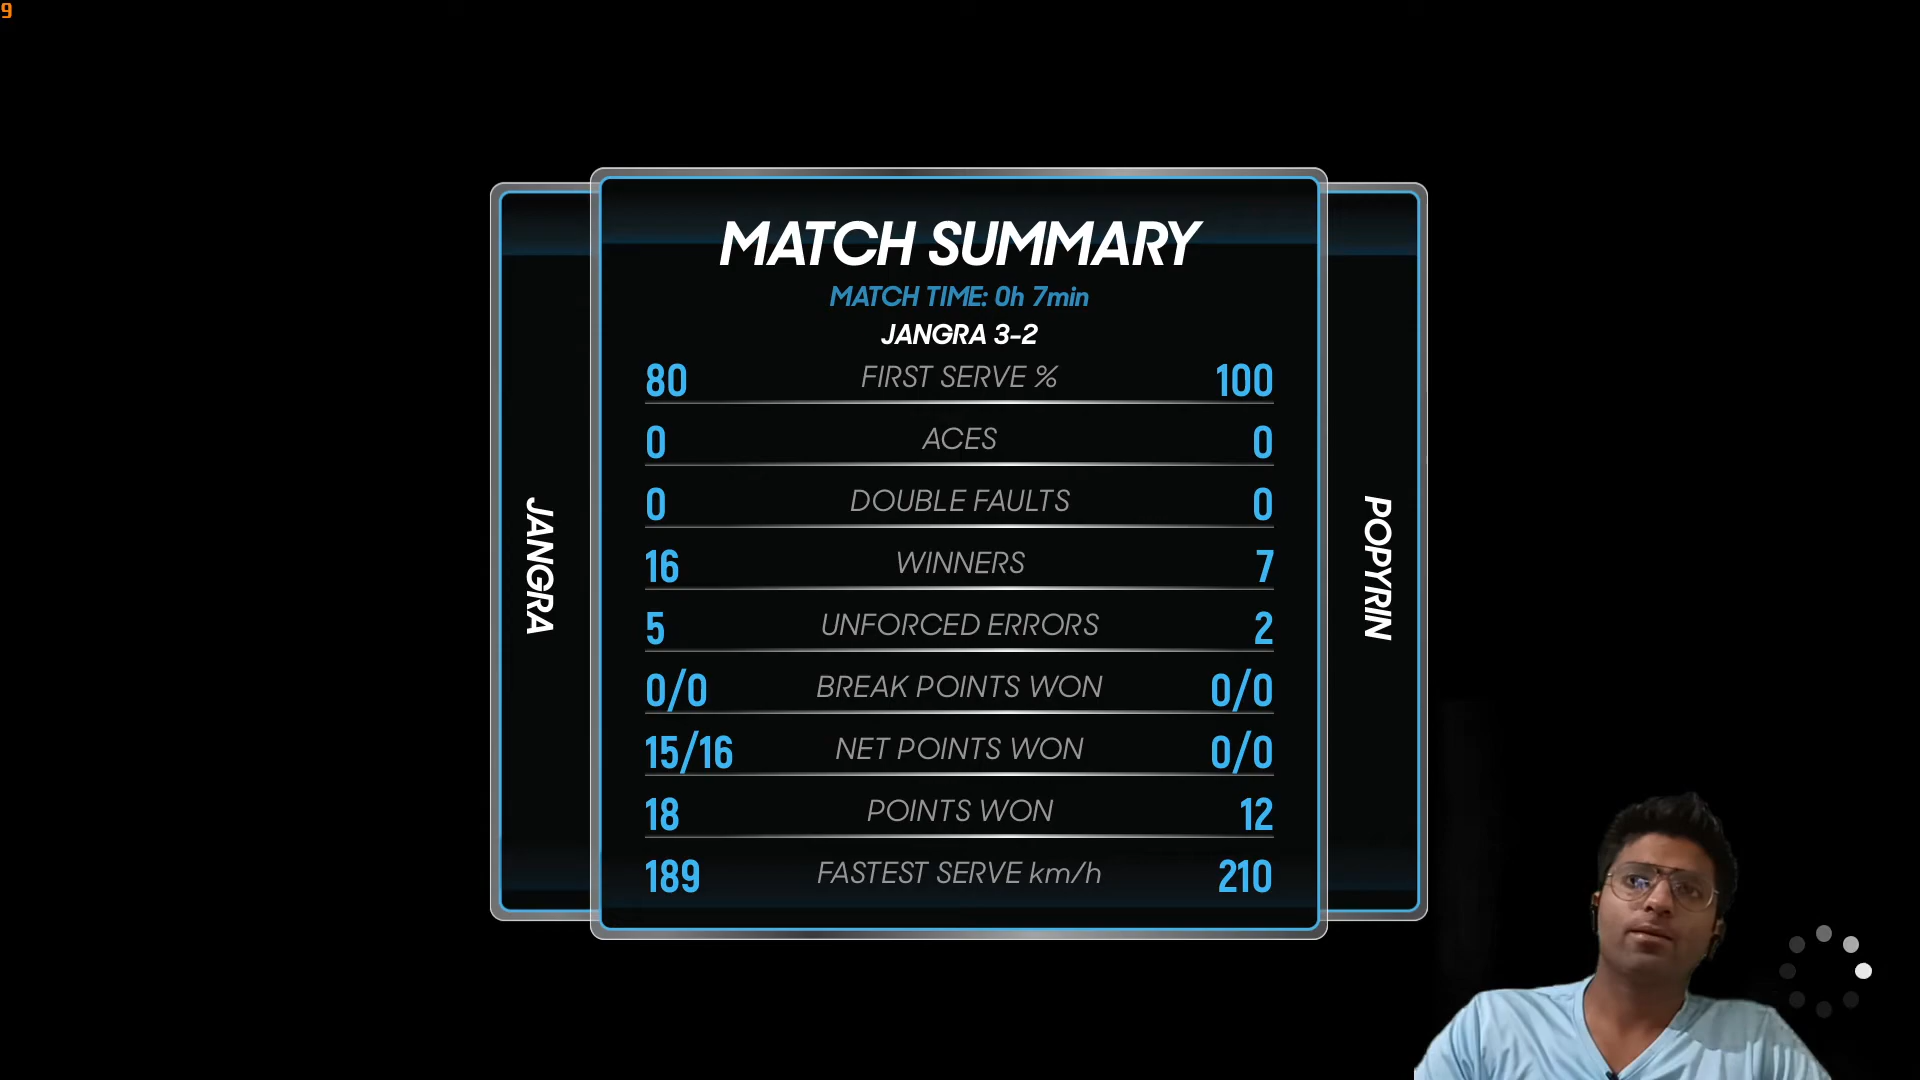 9
MATCH SUMMARY
MATCH TIME: 0h 7min
JANGRA 3-2
80 FIRST SERVE % 100
0 ACES 0
0 DOUBLE FAULTS 0
16 WINNERS 7
5 UNFORCED ERRORS 2
0/0 BREAK POINTS WON 0/0
15/16 NET POINTS WON 0/0
18 POINTS WON 12
189 FASTEST SERVE km/h 210
JANGRA
POPYRIN